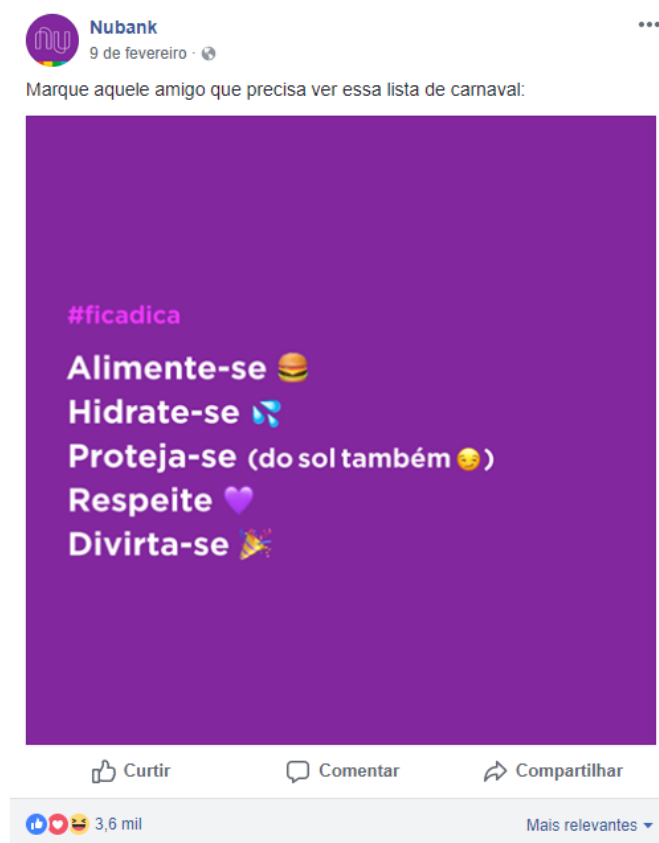 nu
Nubank
9 de fevereiro ·
Marque aquele amigo que precisa ver essa lista de carnaval:
#ficadica
Alimente-se 🍔
Hidrate-se 💦
Proteja-se (do sol também 😏)
Respeite 💜
Divirta-se 🎉
Curtir Comentar Compartilhar
3,6 mil Mais relevantes